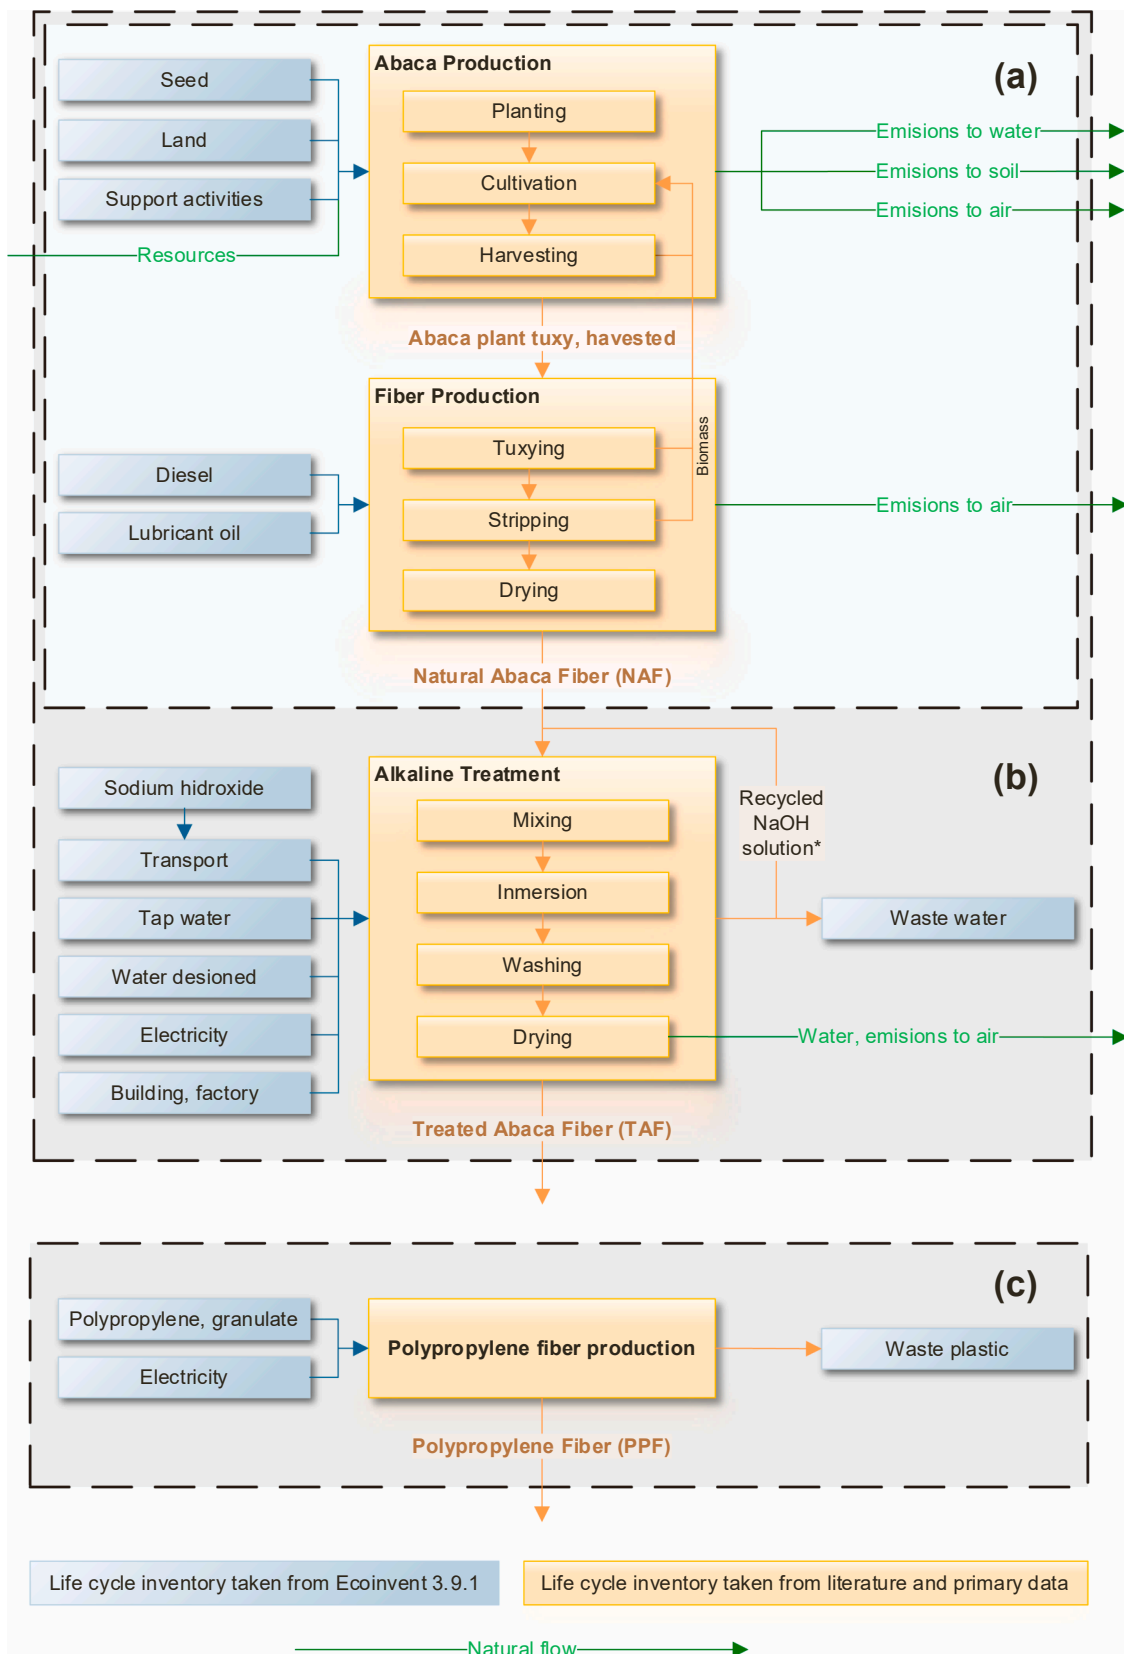 (a)
Abaca Production
Seed
Planting
Land
Cultivation
Support activities
Harvesting
Resources
Emisions to water
Emisions to soil
Emisions to air
Abaca plant tuxy, havested
Fiber Production
Tuxying
Diesel
Stripping
Lubricant oil
Drying
Biomass
Emisions to air
Natural Abaca Fiber (NAF)
(b)
Alkaline Treatment
Sodium hidroxide
Mixing
Transport
Inmersion
Tap water
Washing
Water desioned
Drying
Electricity
Building, factory
Recycled
NaOH
solution*
Waste water
Water, emisions to air
Treated Abaca Fiber (TAF)
(c)
Polypropylene, granulate
Electricity
Polypropylene fiber production
Waste plastic
Polypropylene Fiber (PPF)
Life cycle inventory taken from Ecoinvent 3.9.1
Life cycle inventory taken from literature and primary data
Natural flow